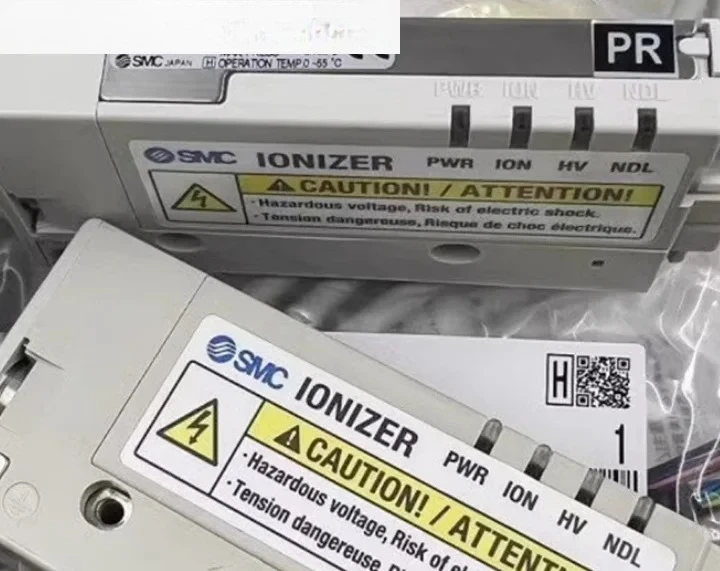 PR
SMC JAPAN H OPERATION TEMP.0
PWR ION HV NDL
SMC IONIZER PWR ION HV NDL
CAUTION! / ATTENTION!
·Hazardous voltage, Risk of electric shock.
·Tension dangereuse, Risque de choc électrique.
H
1
SMC IONIZER PWR ION HV NDL
CAUTION! / ATTENTI
·Hazardous voltage, Risk of el
·Tension dangereuse,